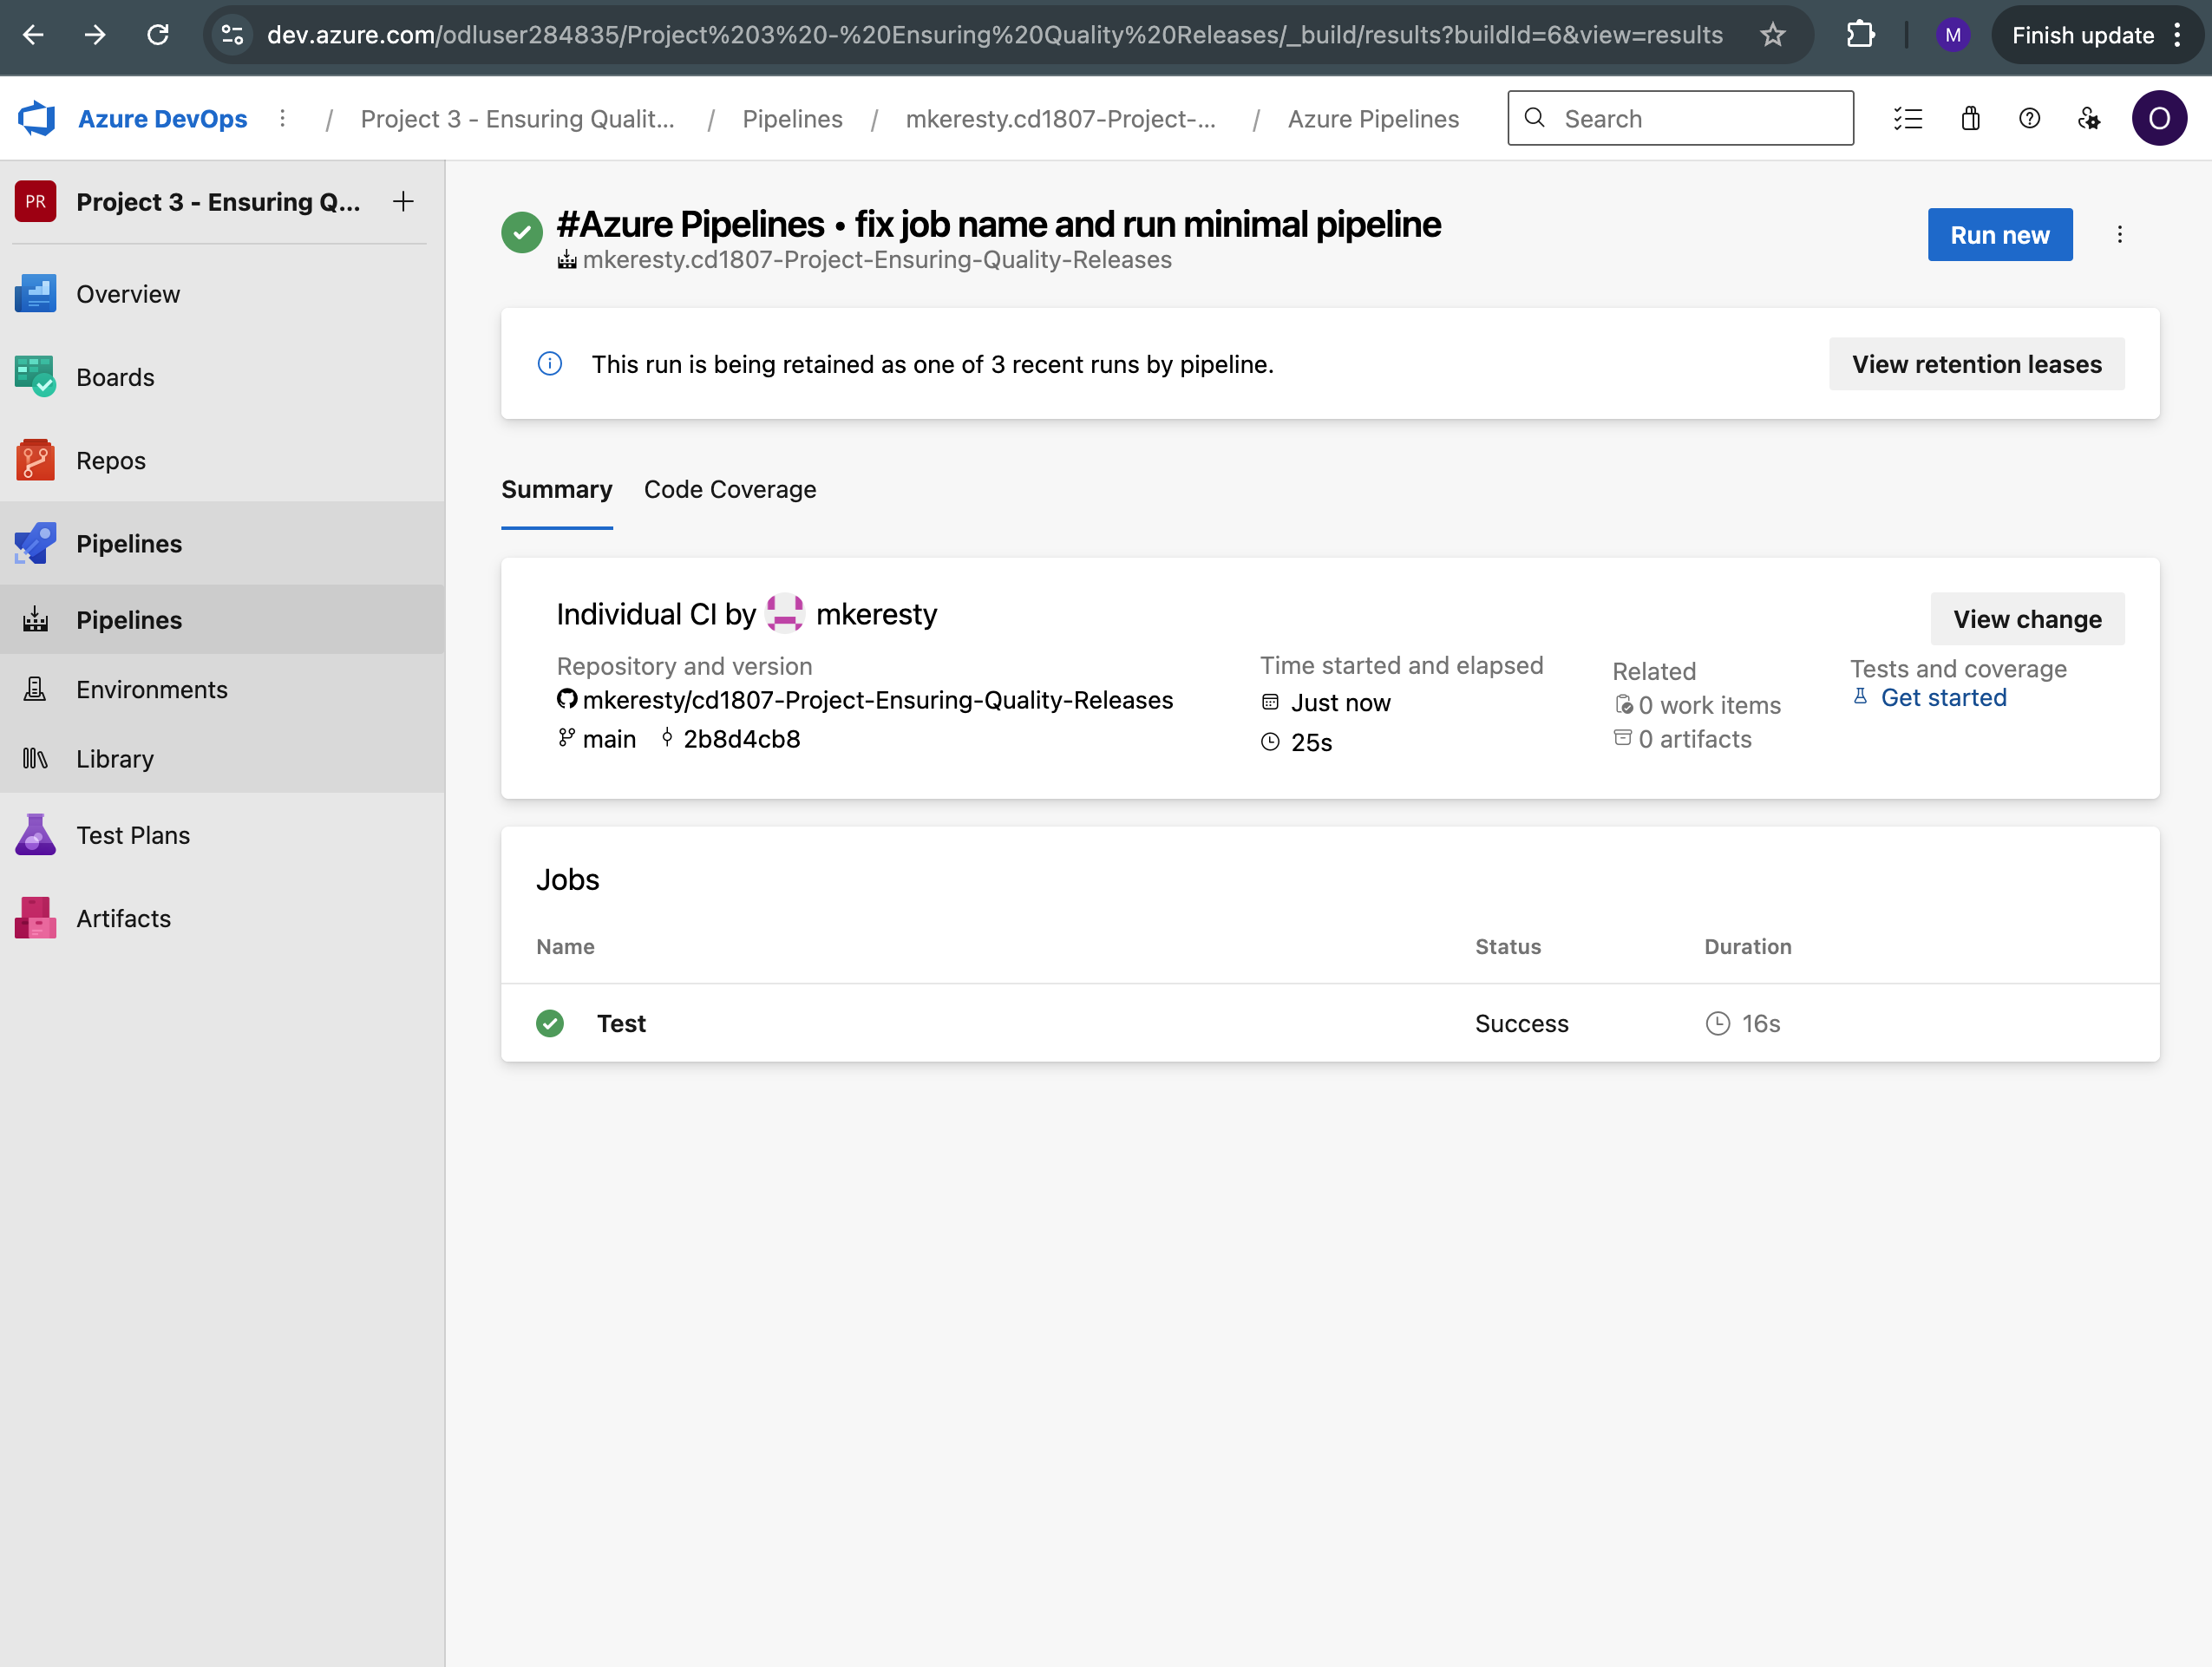 dev.azure.com/odluser284835/Project%203%20-%20Ensuring%20Quality%20Releases/_build/results?buildId=6&view=results
M
Finish update
Azure DevOps / Project 3 - Ensuring Qualit... / Pipelines / mkeresty.cd1807-Project-... / Azure Pipelines
Search
O
PR
Project 3 - Ensuring Q...
Overview
Boards
Repos
Pipelines
Pipelines
Environments
Library
Test Plans
Artifacts
#Azure Pipelines • fix job name and run minimal pipeline
mkeresty.cd1807-Project-Ensuring-Quality-Releases
Run new
This run is being retained as one of 3 recent runs by pipeline.
View retention leases
Summary
Code Coverage
Individual CI by mkeresty
View change
Repository and version
mkeresty/cd1807-Project-Ensuring-Quality-Releases
main 2b8d4cb8
Time started and elapsed
Just now
25s
Related
0 work items
0 artifacts
Tests and coverage
Get started
Jobs
Name Status Duration
Test Success 16s